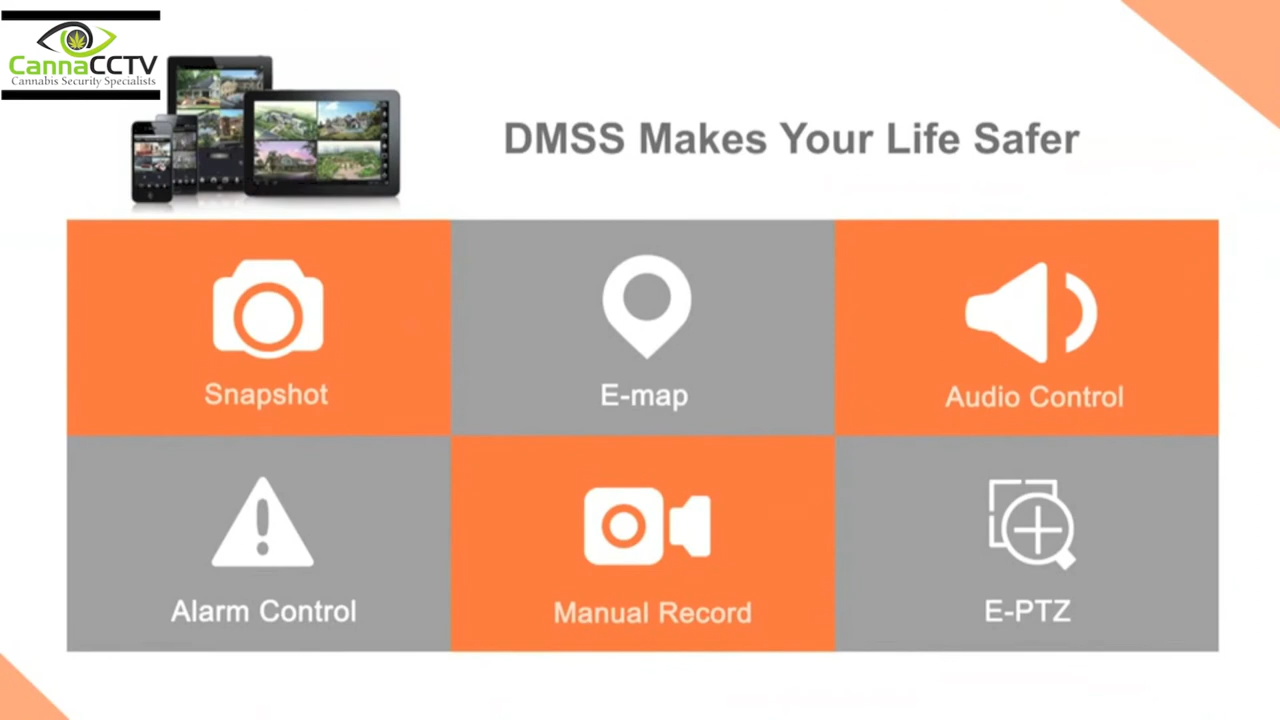 CannaCCTV
Cannabis Security Specialists
DMSS Makes Your Life Safer
Snapshot
E-map
Audio Control
Alarm Control
Manual Record
E-PTZ